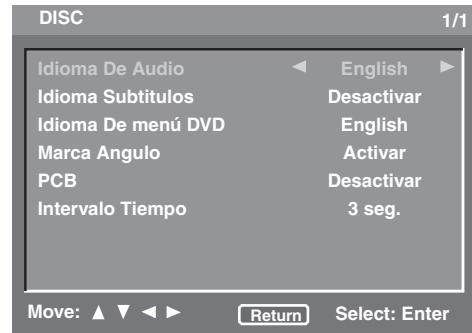 DISC 1/1
Idioma De Audio ◄ English ►
Idioma Subtitulos Desactivar
Idioma De menú DVD English
Marca Angulo Activar
PCB Desactivar
Intervalo Tiempo 3 seg.
Move: ▲ ▼ ◄ ► Return Select: Enter